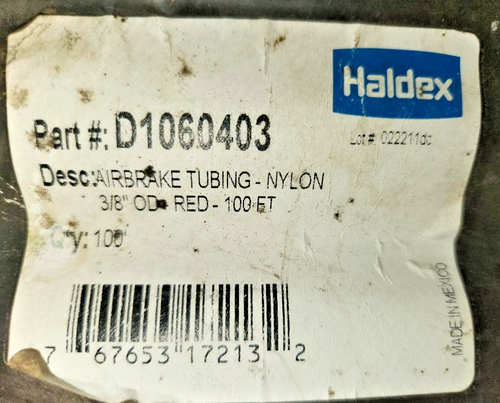 Haldex
Part #: D1060403
Lot #: 022211dc
Desc: AIRBRAKE TUBING - NYLON
3/8" OD - RED - 100 FT
Qty: 100'
7 67653 17213 2
MADE IN MEXICO